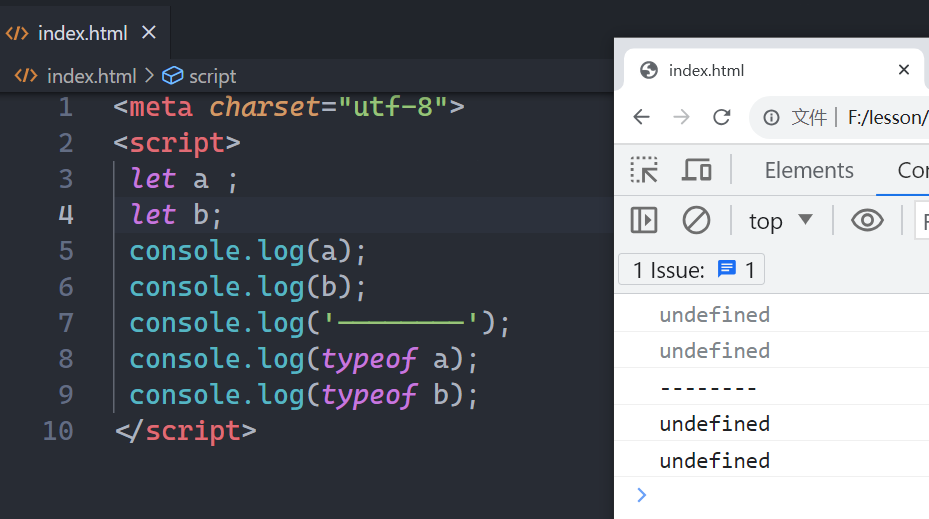 index.html
index.html > script
1 <meta charset="utf-8">
2 <script>
3 let a ;
4 let b;
5 console.log(a);
6 console.log(b);
7 console.log('--------');
8 console.log(typeof a);
9 console.log(typeof b);
10 </script>
index.html
文件 | F:/lesson/
Elements
top
1 Issue: 1
undefined
undefined
--------
undefined
undefined